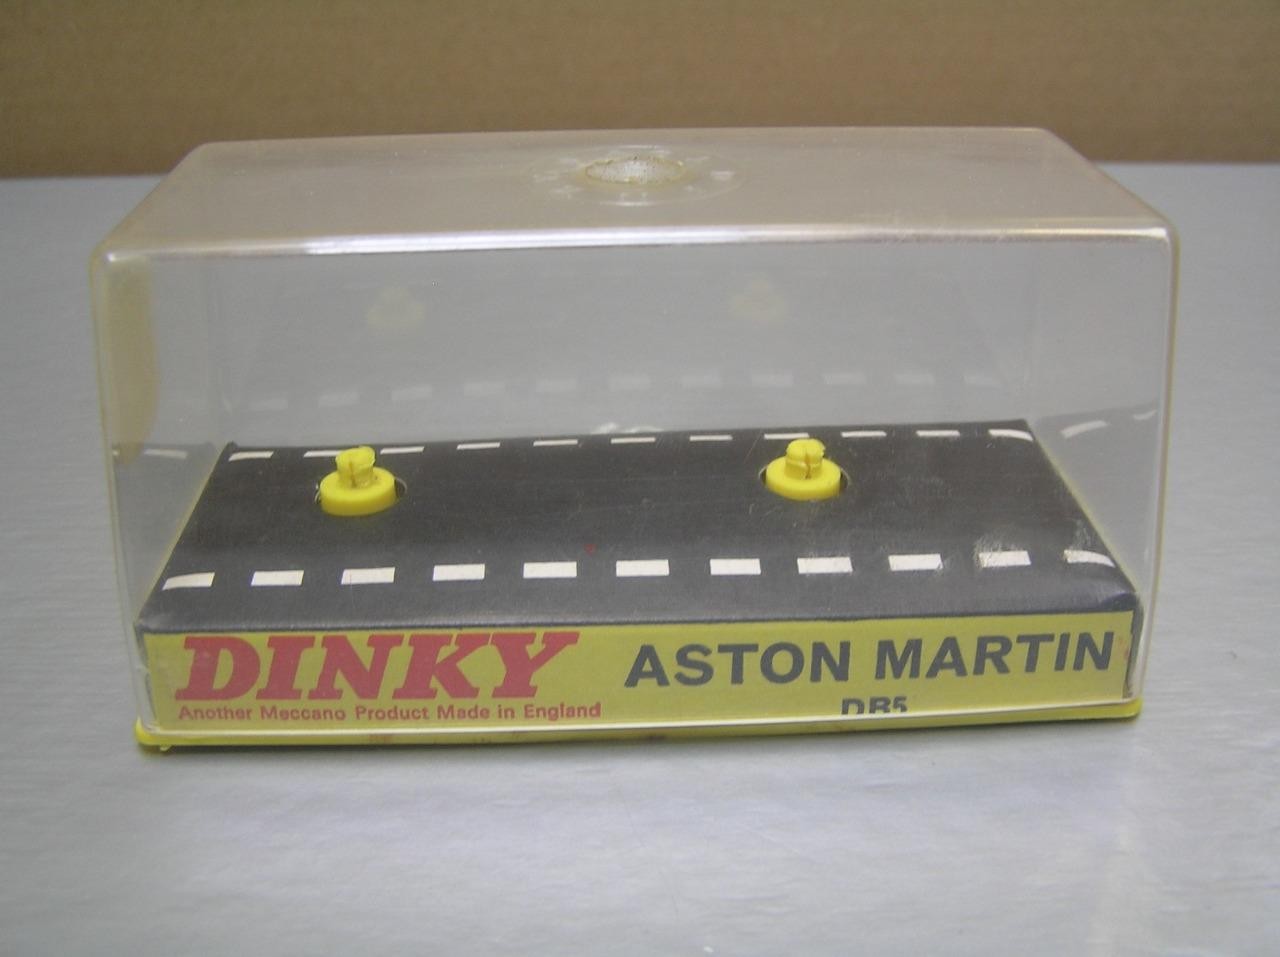 DINKY ASTON MARTIN
Another Meccano Product Made in England
DB5